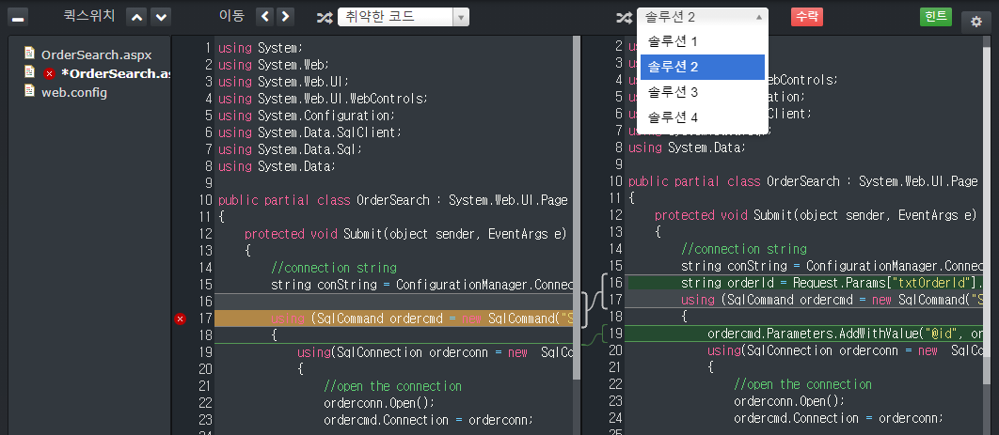 퀵스위치 이동 취약한 코드 솔루션 2 수락 힌트
솔루션 1
솔루션 2
솔루션 3
솔루션 4
OrderSearch.aspx
*OrderSearch.as
web.config
1 using System;
2 using System.Web;
3 using System.Web.UI;
4 using System.Web.UI.WebControls;
5 using System.Configuration;
6 using System.Data.SqlClient;
7 using System.Data.Sql;
8 using System.Data;
9
10 public partial class OrderSearch : System.Web.UI.Page
11 {
12 protected void Submit(object sender, EventArgs e)
13 {
14 //connection string
15 string conString = ConfigurationManager.Connec
16
17 using (SqlCommand ordercmd = new SqlCommand("S
18 {
19 using(SqlConnection orderconn = new SqlCo
20 {
21 //open the connection
22 orderconn.Open();
23 ordercmd.Connection = orderconn;
2
3
4 ebControls;
5 ation;
6 Client;
7
8 using System.Data;
9
10 public partial class OrderSearch : System.Web.UI.Page
11 {
12 protected void Submit(object sender, EventArgs e)
13 {
14 //connection string
15 string conString = ConfigurationManager.Connec
16 string orderId = Request.Params["txtOrderId"].
17 using (SqlCommand ordercmd = new SqlCommand("S
18 {
19 ordercmd.Parameters.AddWithValue("@id", or
20 using(SqlConnection orderconn = new SqlCo
21 {
22 //open the connection
23 orderconn.Open();
24 ordercmd.Connection = orderconn;